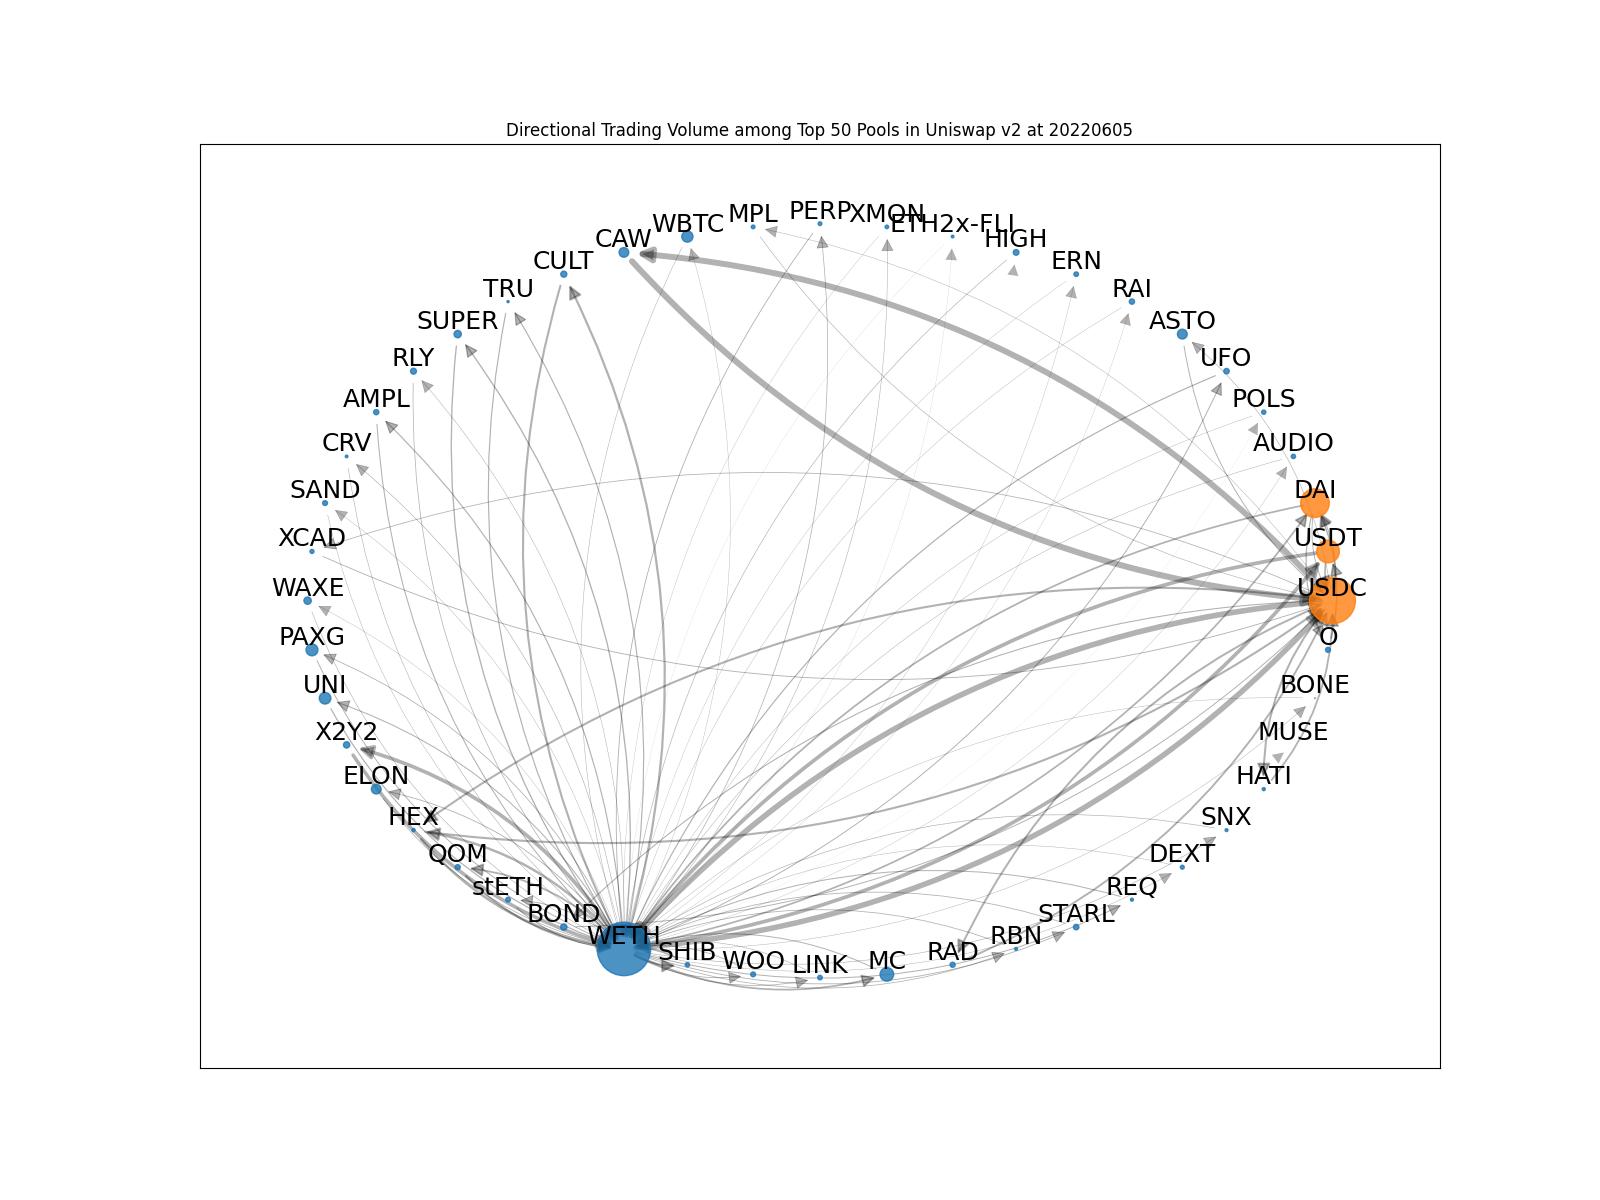 Directional Trading Volume among Top 50 Pools in Uniswap v2 at 20220605
MPL
PERP
XMON
WBTC
ETH2x-FLI
CAW
HIGH
CULT
ERN
TRU
RAI
SUPER
ASTO
RLY
UFO
AMPL
POLS
CRV
AUDIO
SAND
DAI
XCAD
USDT
WAXE
USDC
PAXG
O
UNI
BONE
X2Y2
MUSE
ELON
HATI
HEX
SNX
QOM
DEXT
stETH
REQ
BOND
STARL
WETH
RBN
SHIB
RAD
WOO
MC
LINK